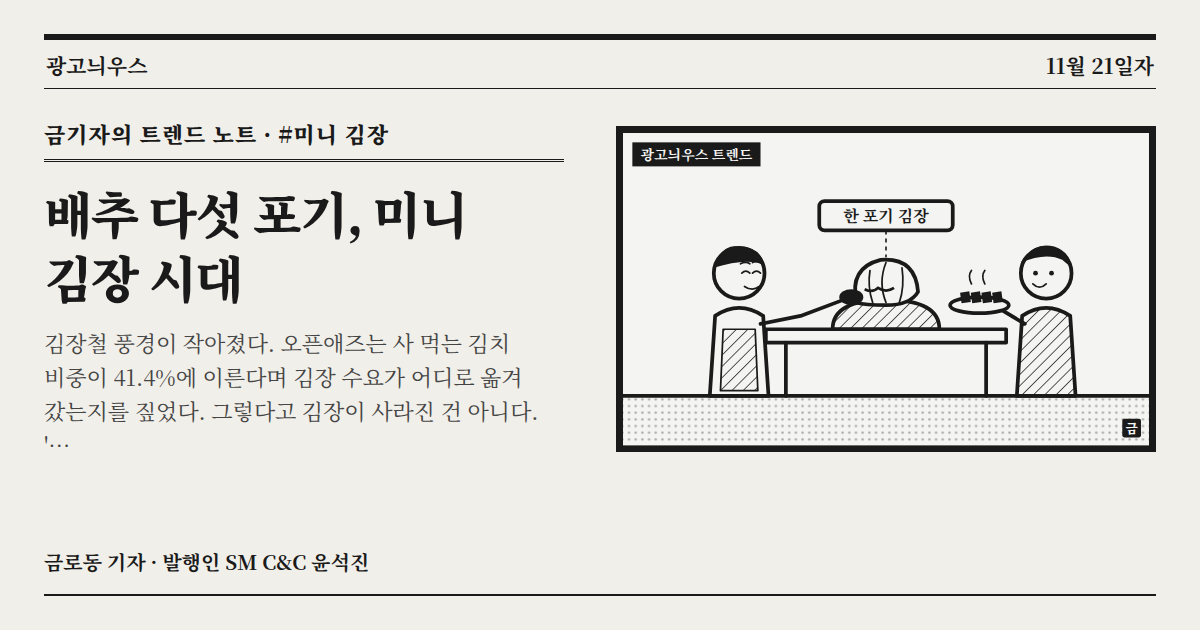 광고늬우스
11월 21일자
금기자의 트렌드 노트 · #미니 김장
배추 다섯 포기, 미니
김장 시대
김장철 풍경이 작아졌다. 오픈애즈는 사 먹는 김치
비중이 41.4%에 이른다며 김장 수요가 어디로 옮겨
갔는지를 짚었다. 그렇다고 김장이 사라진 건 아니다.
'…
광고늬우스 트렌드
한 포기 김장
금
금로동 기자 · 발행인 SM C&C 윤석진